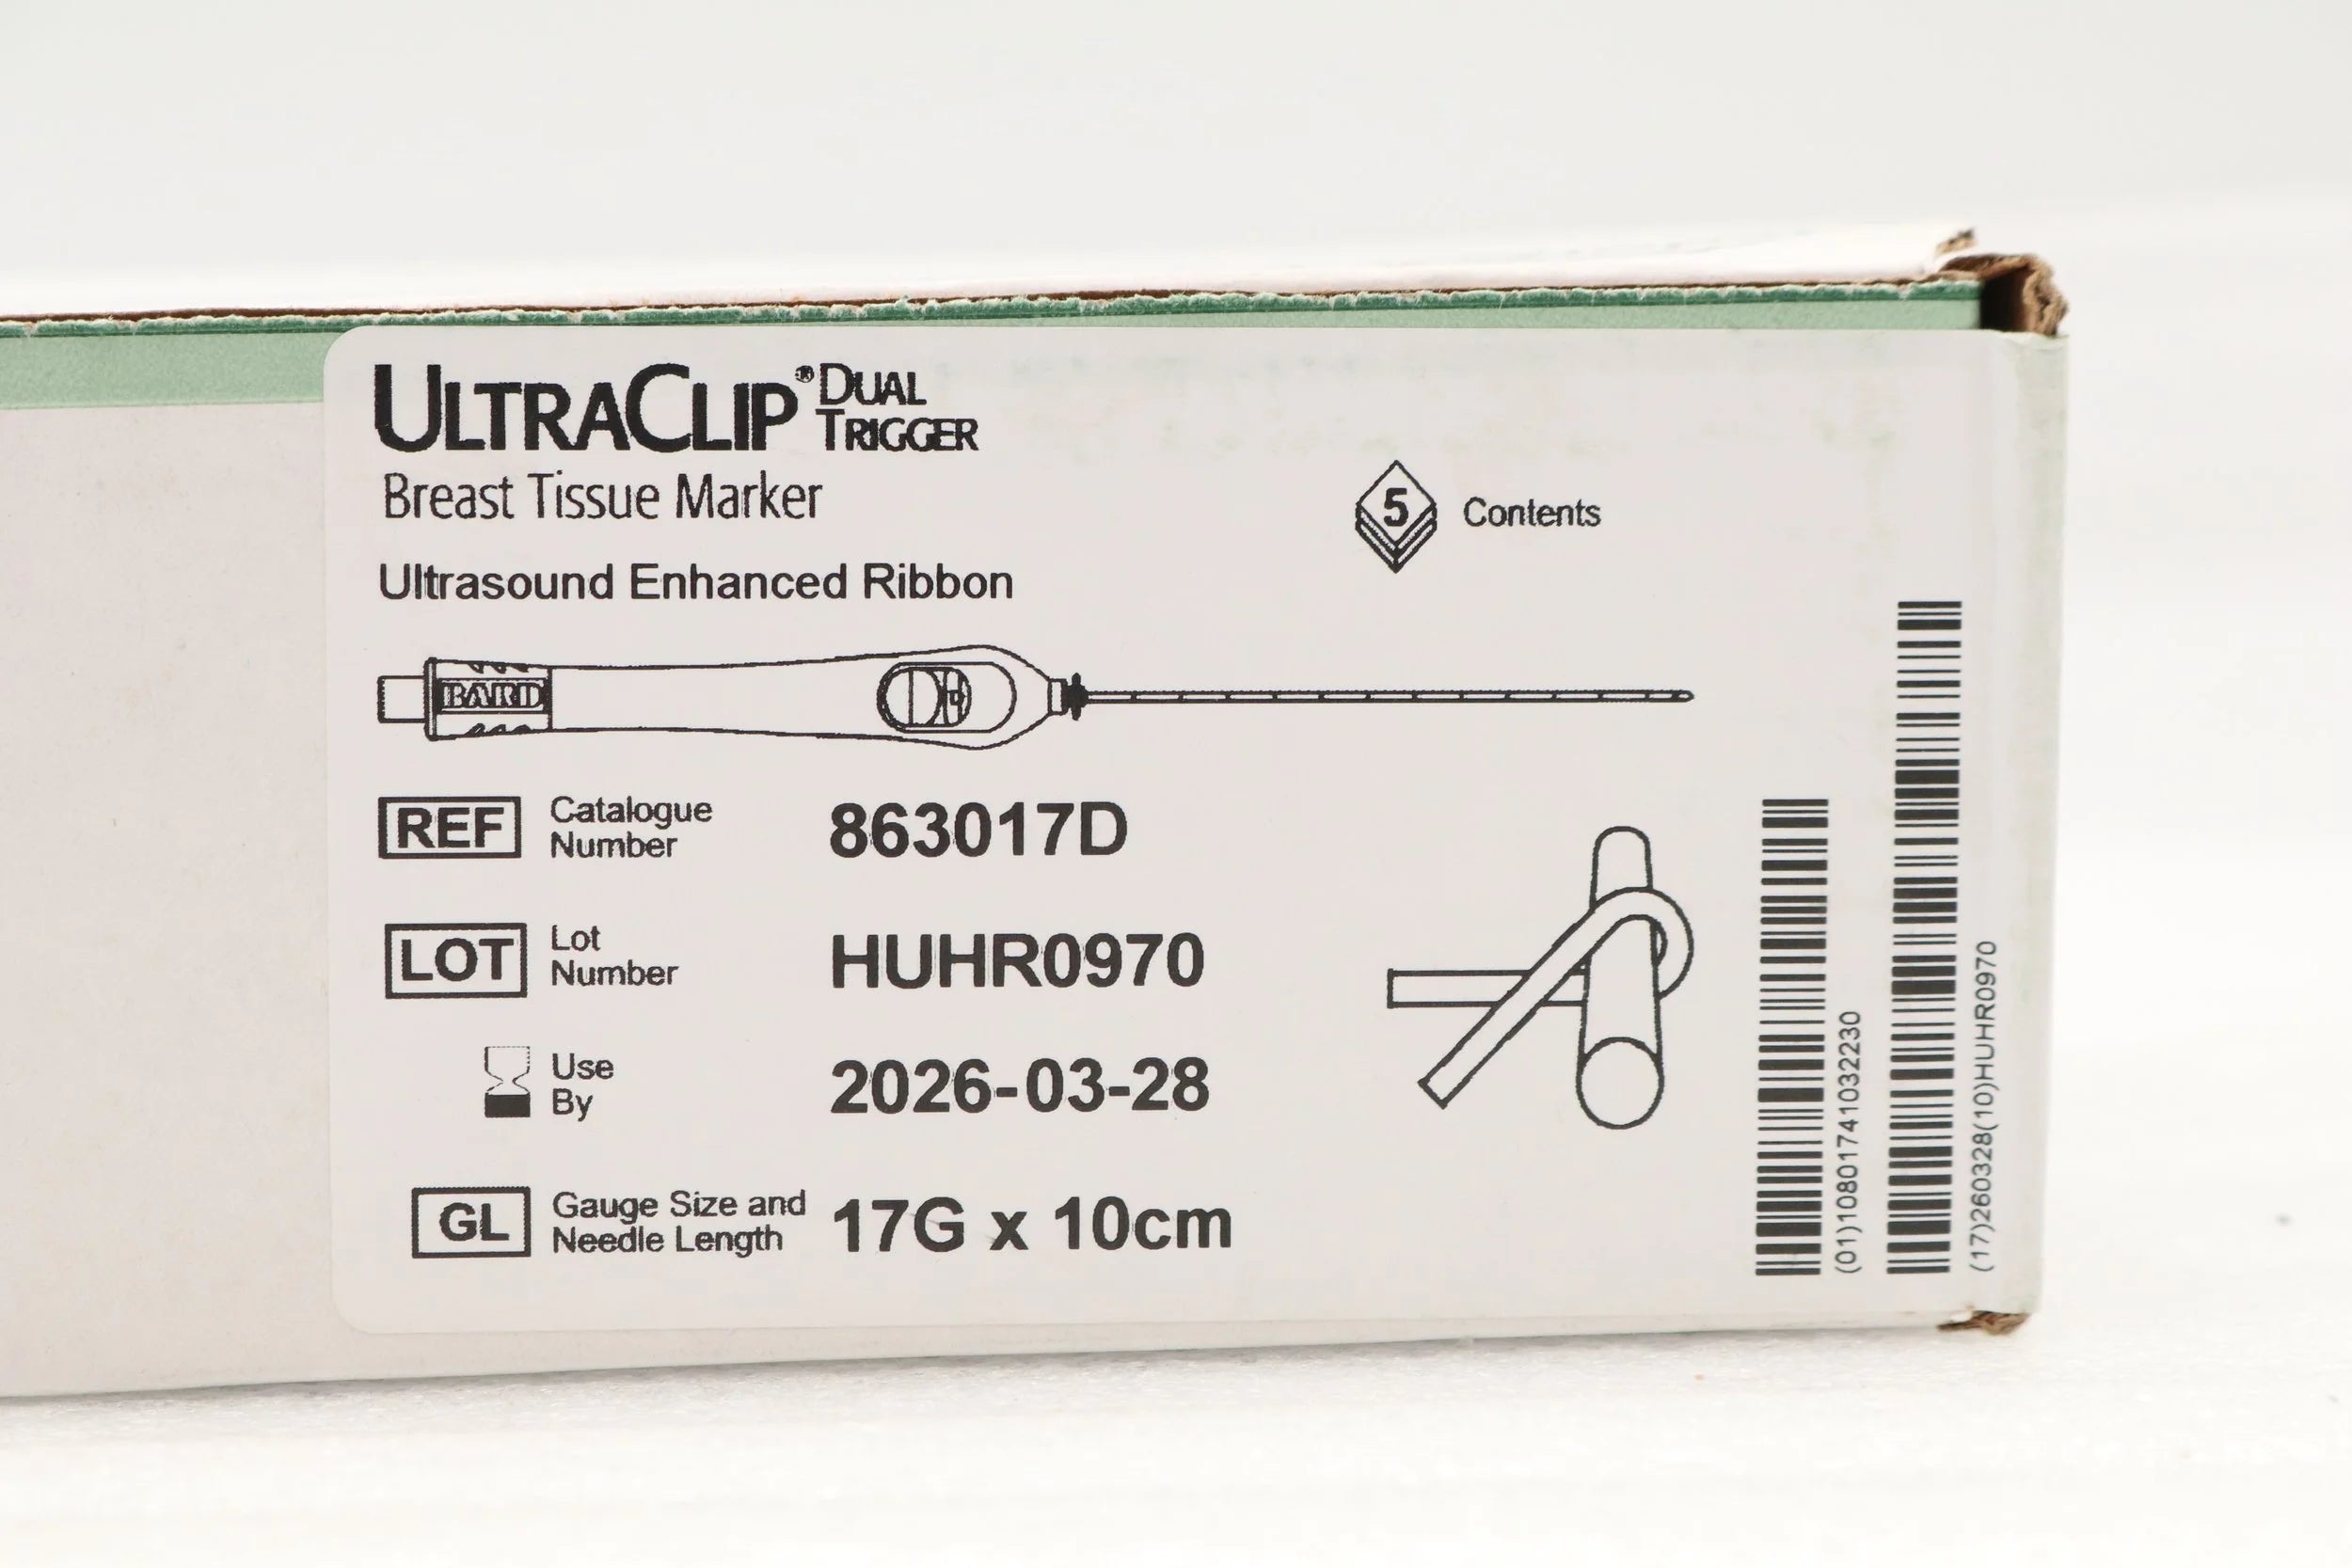 ULTRACLIP® DUAL TRIGGER
Breast Tissue Marker
5 Contents
Ultrasound Enhanced Ribbon
BARD
REF Catalogue Number 863017D
LOT Lot Number HUHR0970
Use By 2026-03-28
GL Gauge Size and Needle Length 17G x 10cm
(01)10801741032230
(17)260328(10)HUHR0970